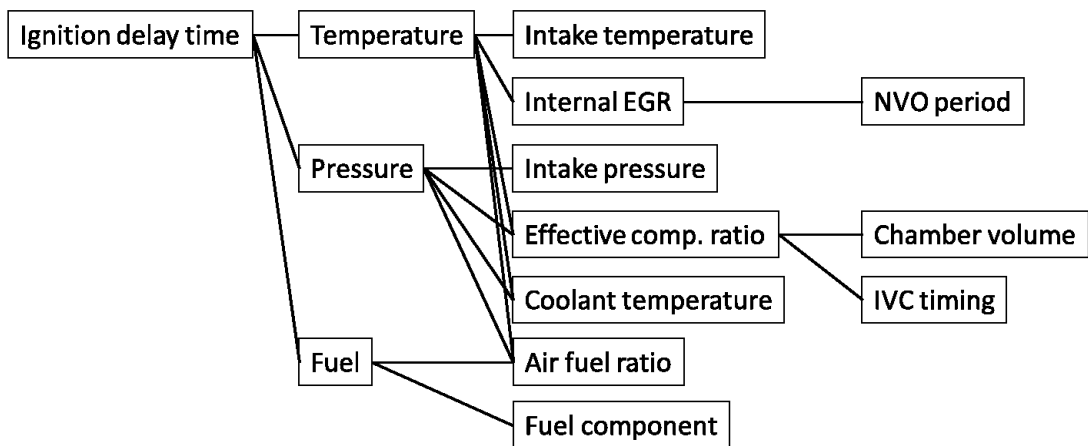 Ignition delay time
Temperature
Intake temperature
Internal EGR
NVO period
Pressure
Intake pressure
Effective comp. ratio
Chamber volume
Coolant temperature
IVC timing
Fuel
Air fuel ratio
Fuel component